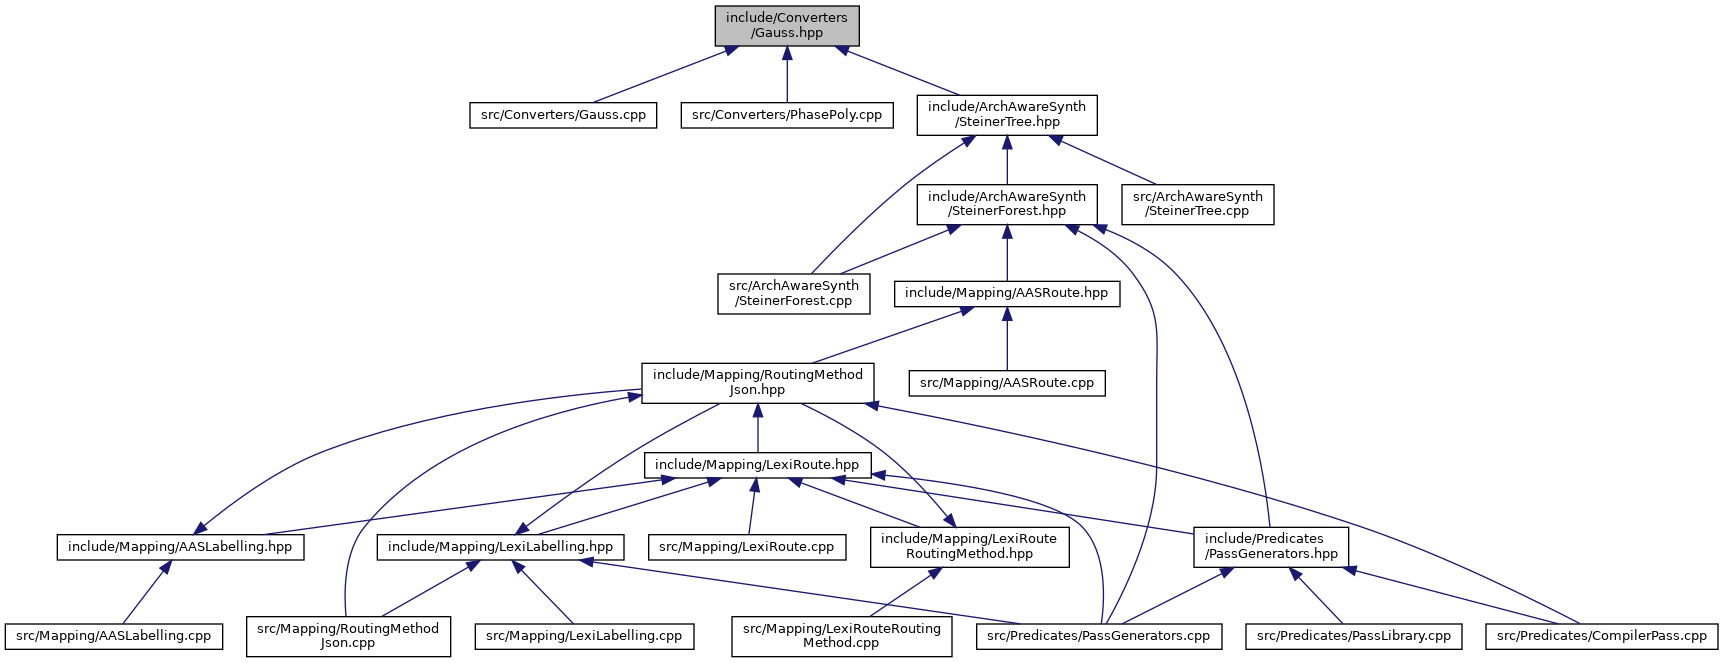 include/Converters
/Gauss.hpp
src/Converters/Gauss.cpp
src/Converters/PhasePoly.cpp
include/ArchAwareSynth
/SteinerTree.hpp
include/ArchAwareSynth
/SteinerForest.hpp
src/ArchAwareSynth
/SteinerTree.cpp
src/ArchAwareSynth
/SteinerForest.cpp
include/Mapping/AASRoute.hpp
include/Mapping/RoutingMethod
Json.hpp
src/Mapping/AASRoute.cpp
include/Mapping/LexiRoute.hpp
include/Mapping/AASLabelling.hpp
include/Mapping/LexiLabelling.hpp
src/Mapping/LexiRoute.cpp
include/Mapping/LexiRoute
RoutingMethod.hpp
include/Predicates
/PassGenerators.hpp
src/Mapping/AASLabelling.cpp
src/Mapping/RoutingMethod
Json.cpp
src/Mapping/LexiLabelling.cpp
src/Mapping/LexiRouteRouting
Method.cpp
src/Predicates/PassGenerators.cpp
src/Predicates/PassLibrary.cpp
src/Predicates/CompilerPass.cpp